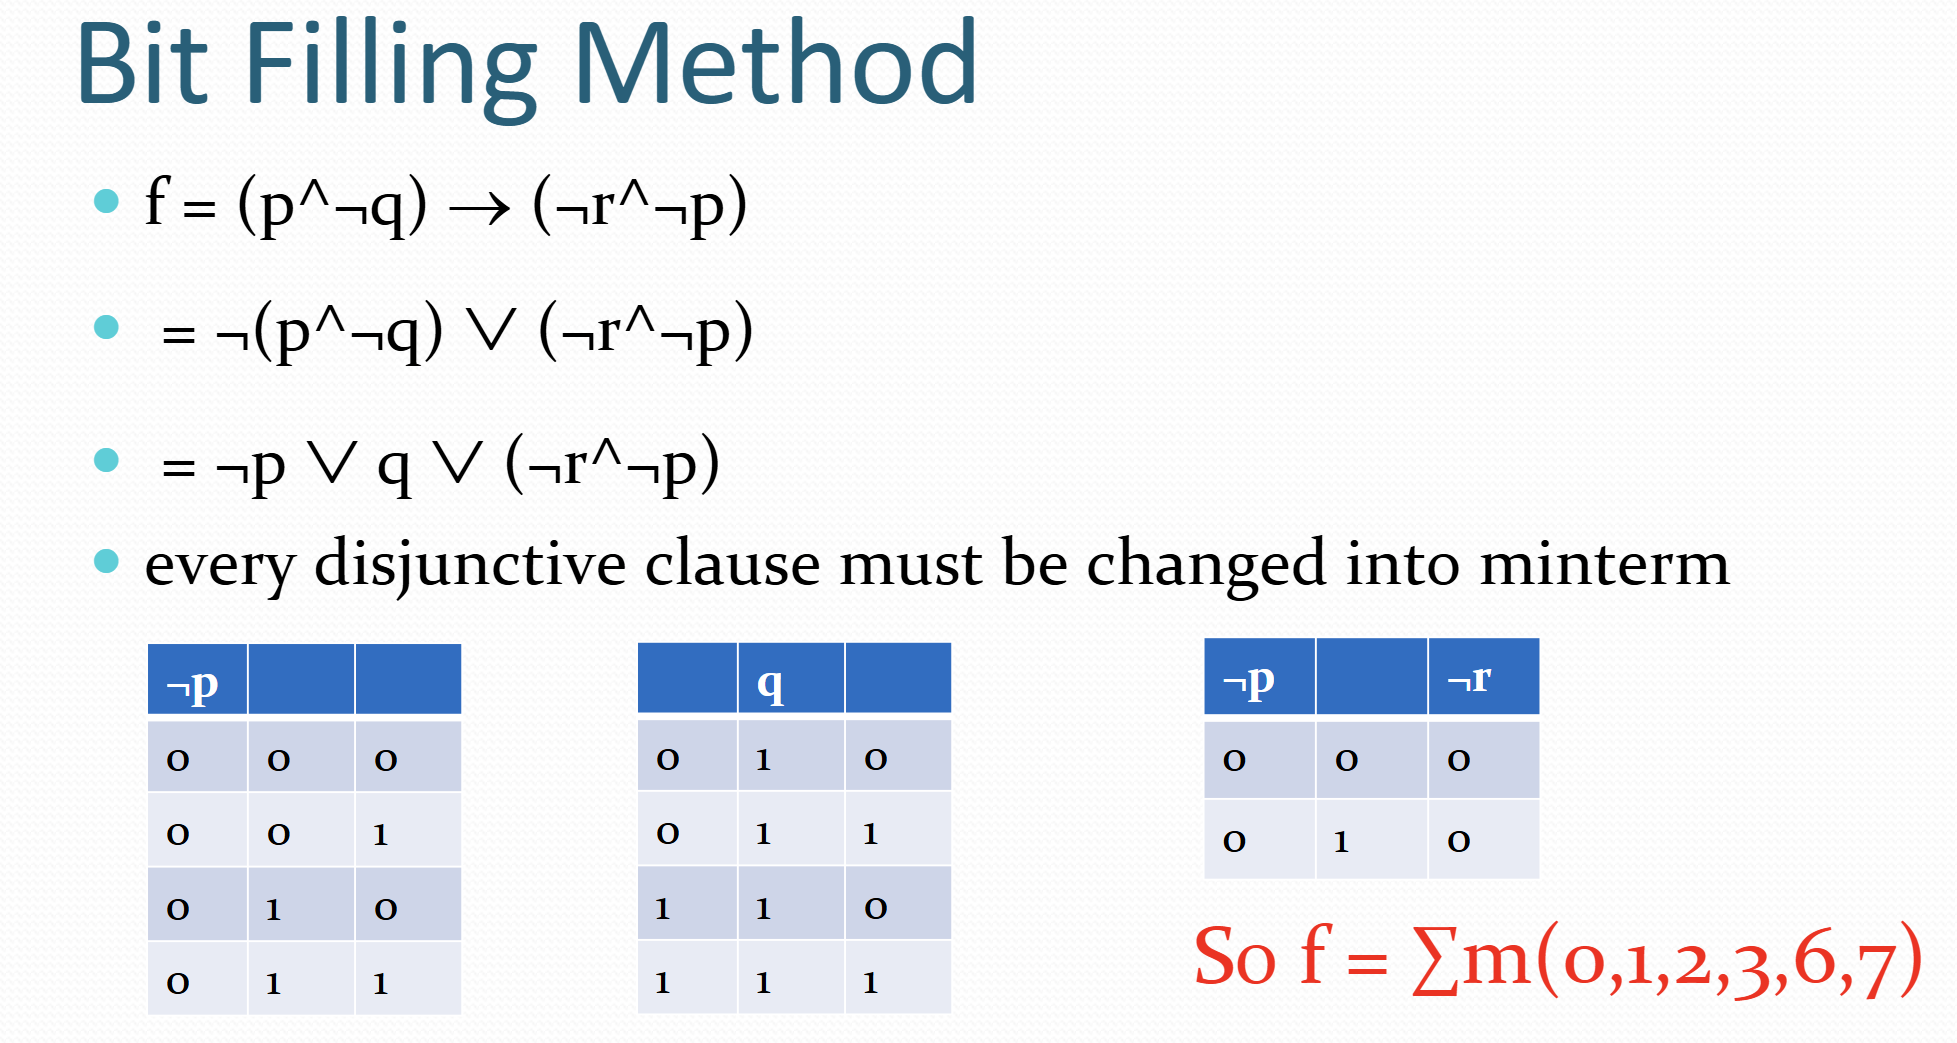 Bit Filling Method
• f = (p^¬q) → (¬r^¬p)
• = ¬(p^¬q) ∨ (¬r^¬p)
• = ¬p ∨ q ∨ (¬r^¬p)
• every disjunctive clause must be changed into minterm
¬p
0 0 0
0 0 1
0 1 0
0 1 1
q
0 1 0
0 1 1
1 1 0
1 1 1
¬p ¬r
0 0 0
0 1 0
So f = ∑m(0,1,2,3,6,7)